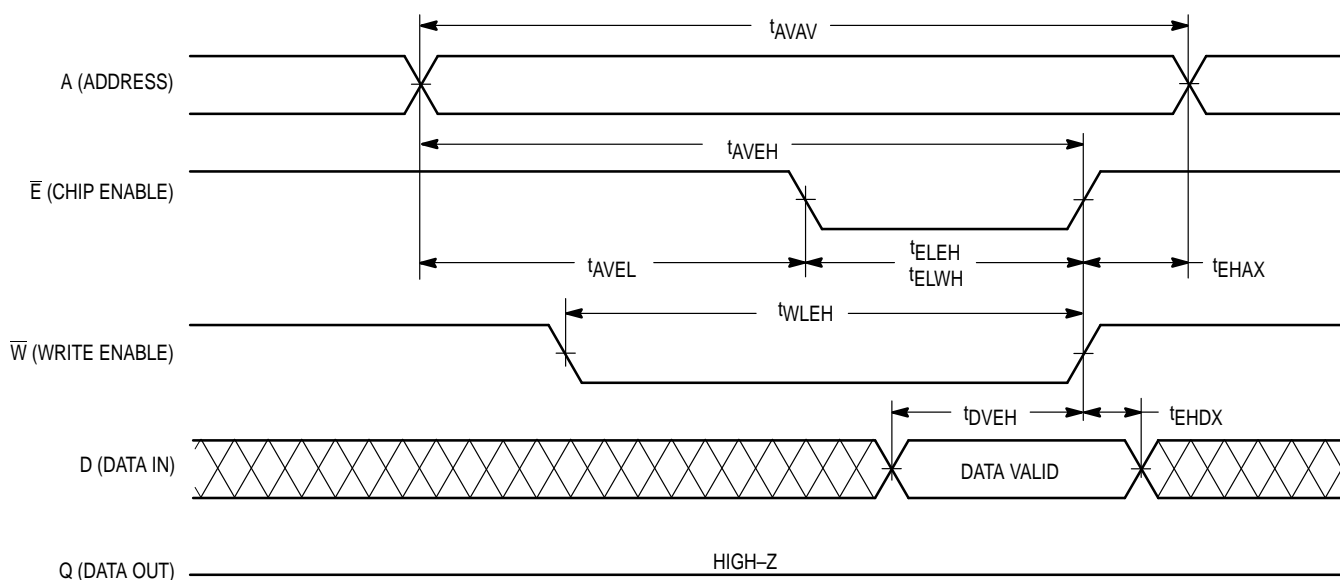 tAVAV
A (ADDRESS)
tAVEH
E̅ (CHIP ENABLE)
tAVEL
tELEH
tELWH
tEHAX
tWLEH
W̅ (WRITE ENABLE)
tDVEH
tEHDX
D (DATA IN)
DATA VALID
HIGH–Z
Q (DATA OUT)